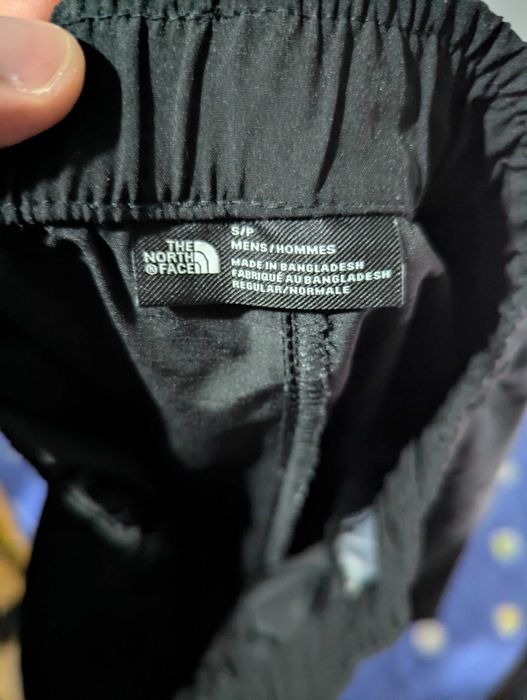 THE
NORTH
FACE
S/P
MENS/HOMMES
MADE IN BANGLADESH
FABRIQUÉ AU BANGLADESH
REGULAR/NORMALE